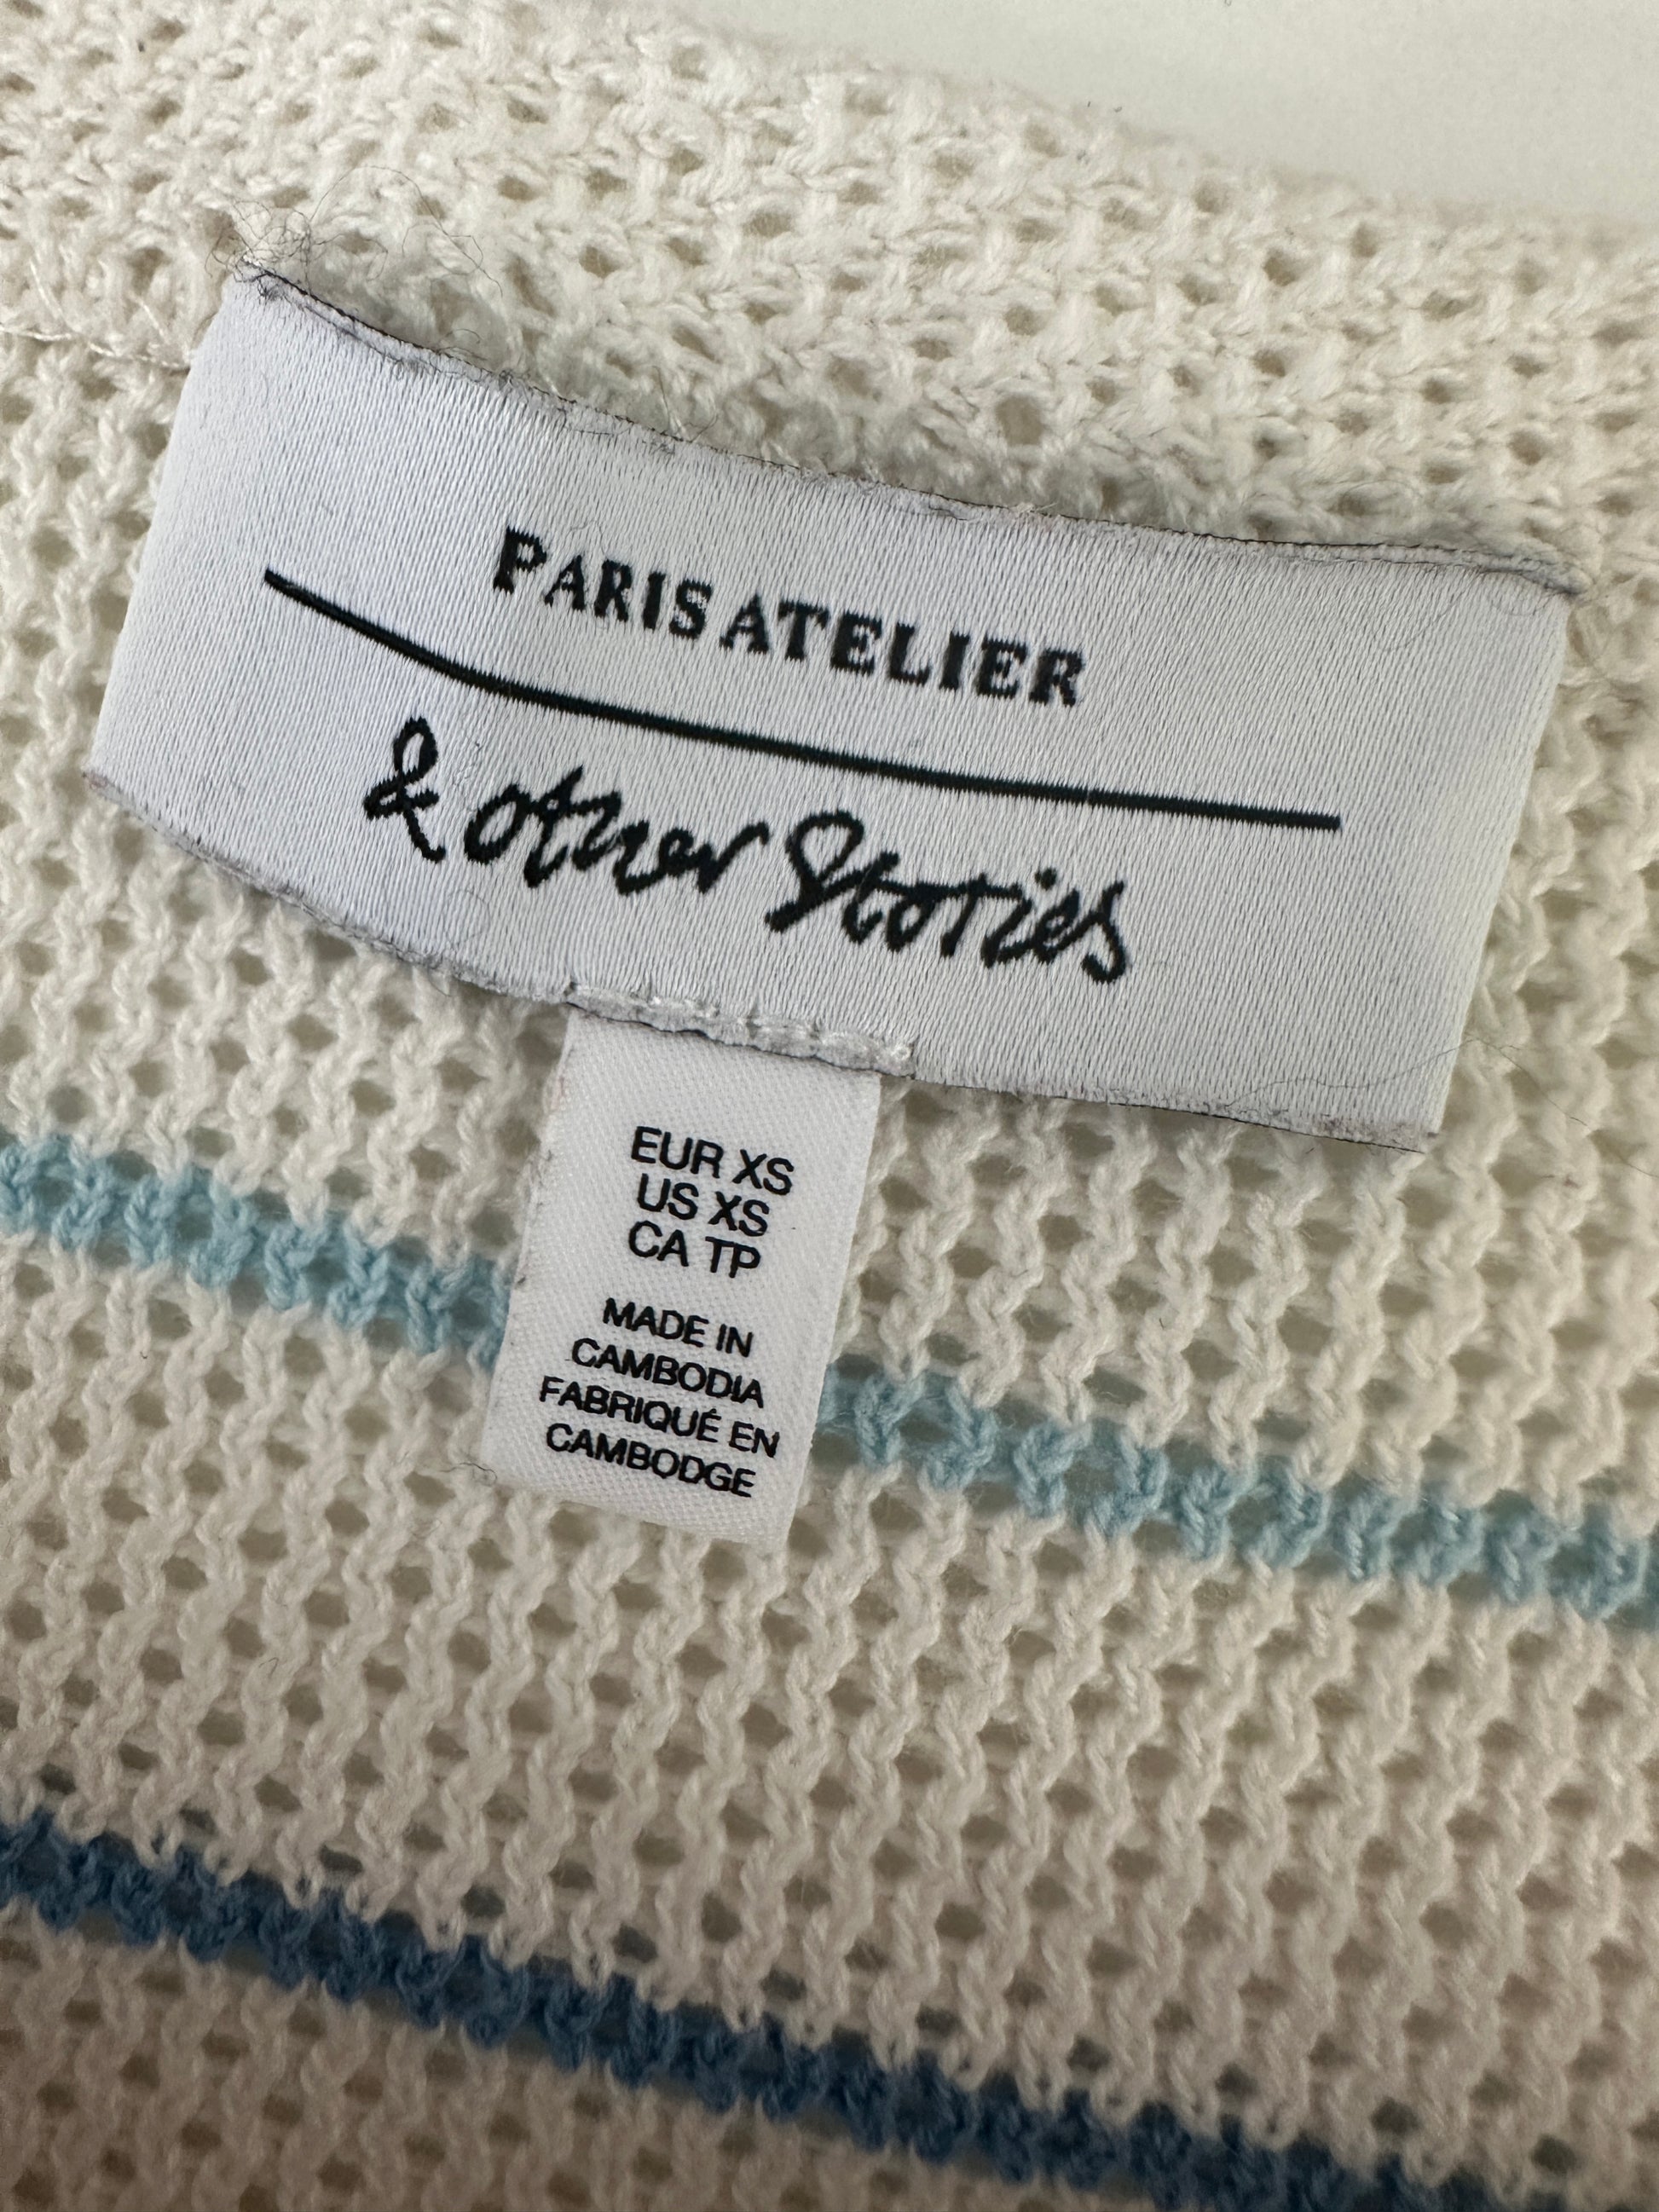 PARIS ATELIER
& other Stories
EUR XS
US XS
CA TP
MADE IN
CAMBODIA
FABRIQUÉ EN
CAMBODGE